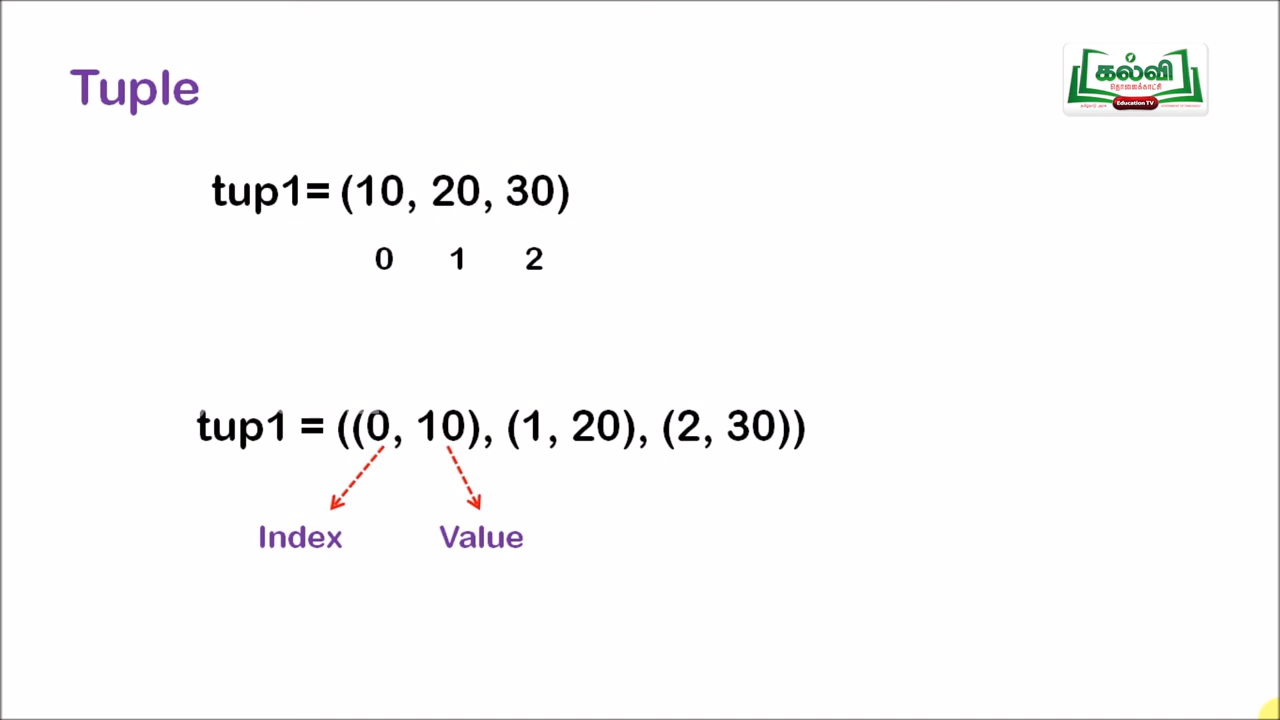 Tuple
கல்வி
தொலைக்காட்சி
Education TV
tup1= (10, 20, 30)
0 1 2
tup1 = ((0, 10), (1, 20), (2, 30))
Index Value